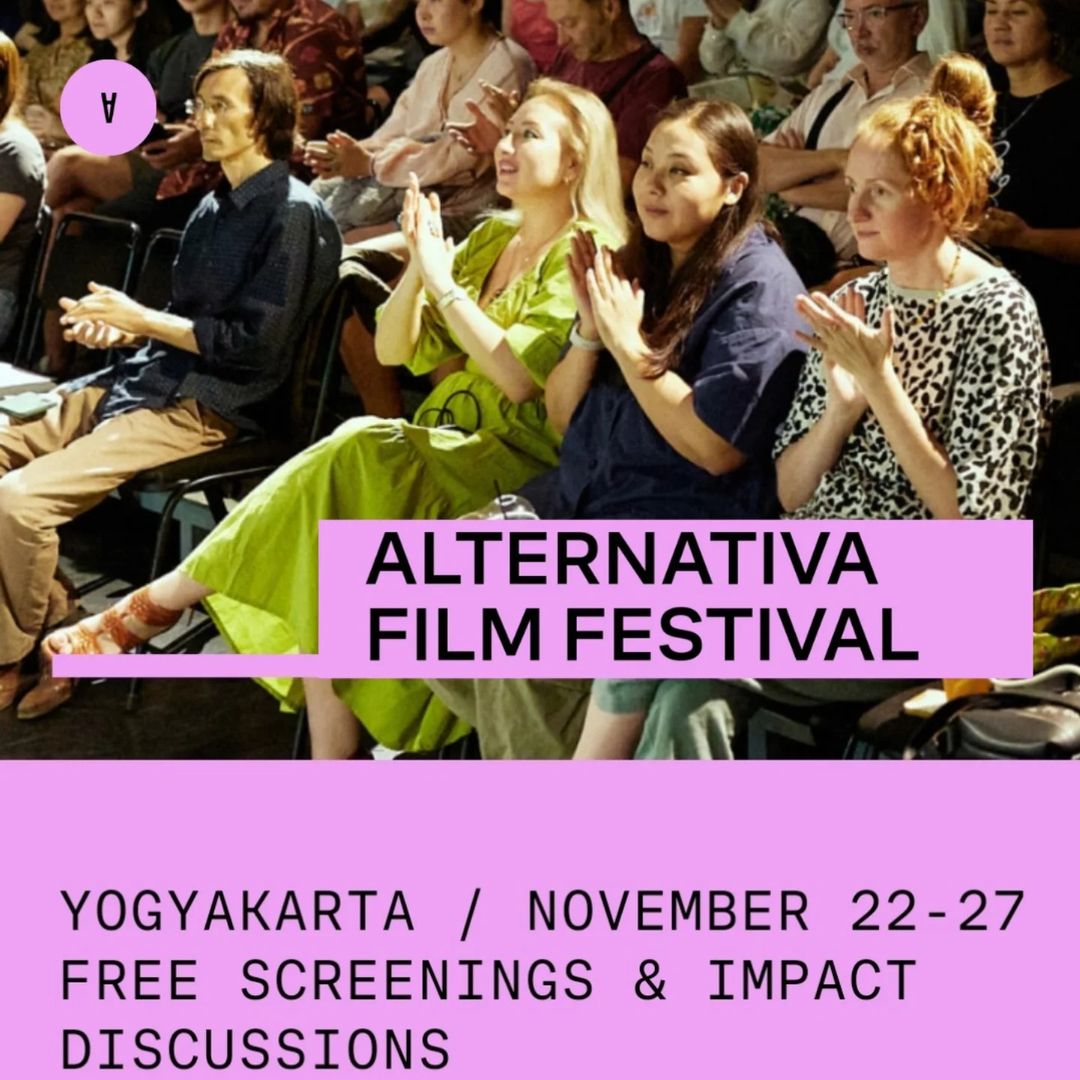 ∀
ALTERNATIVA
FILM FESTIVAL
YOGYAKARTA / NOVEMBER 22-27
FREE SCREENINGS & IMPACT
DISCUSSIONS